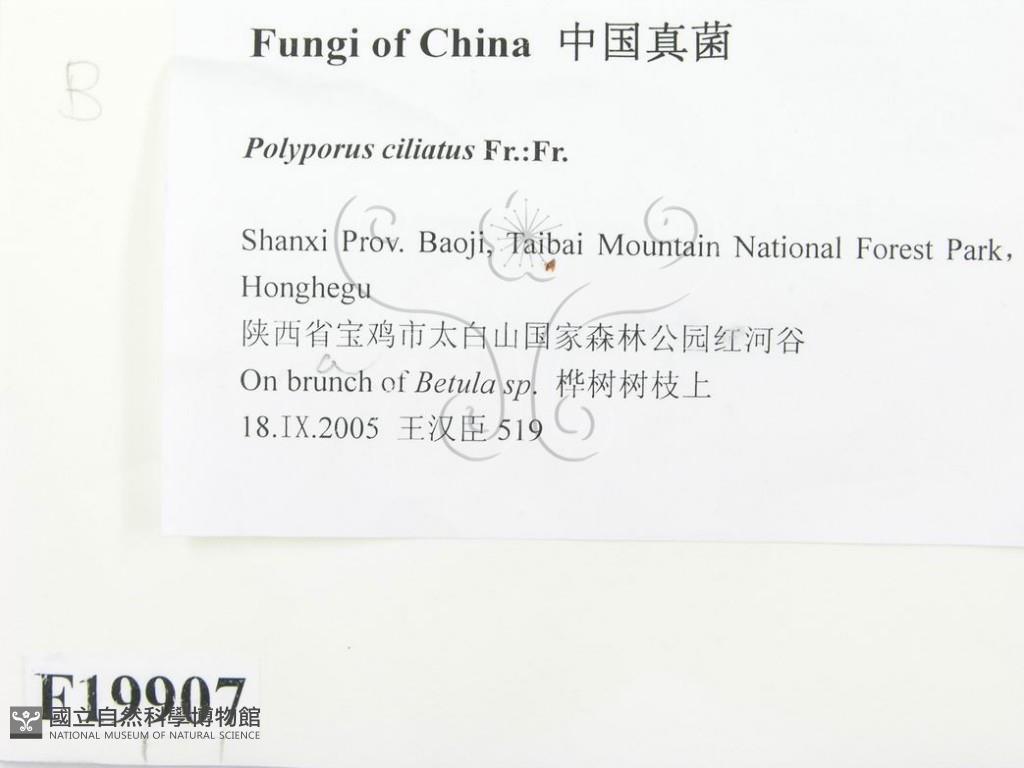 Fungi of China 中国真菌
B
Polyporus ciliatus Fr.:Fr.
Shanxi Prov. Baoji, Taibai Mountain National Forest Park,
Honghegu
陕西省宝鸡市太白山国家森林公园红河谷
a
On brunch of Betula sp. 桦树树枝上
18.IX.2005 王汉臣 519
F19907
國立自然科學博物館
NATIONAL MUSEUM OF NATURAL SCIENCE